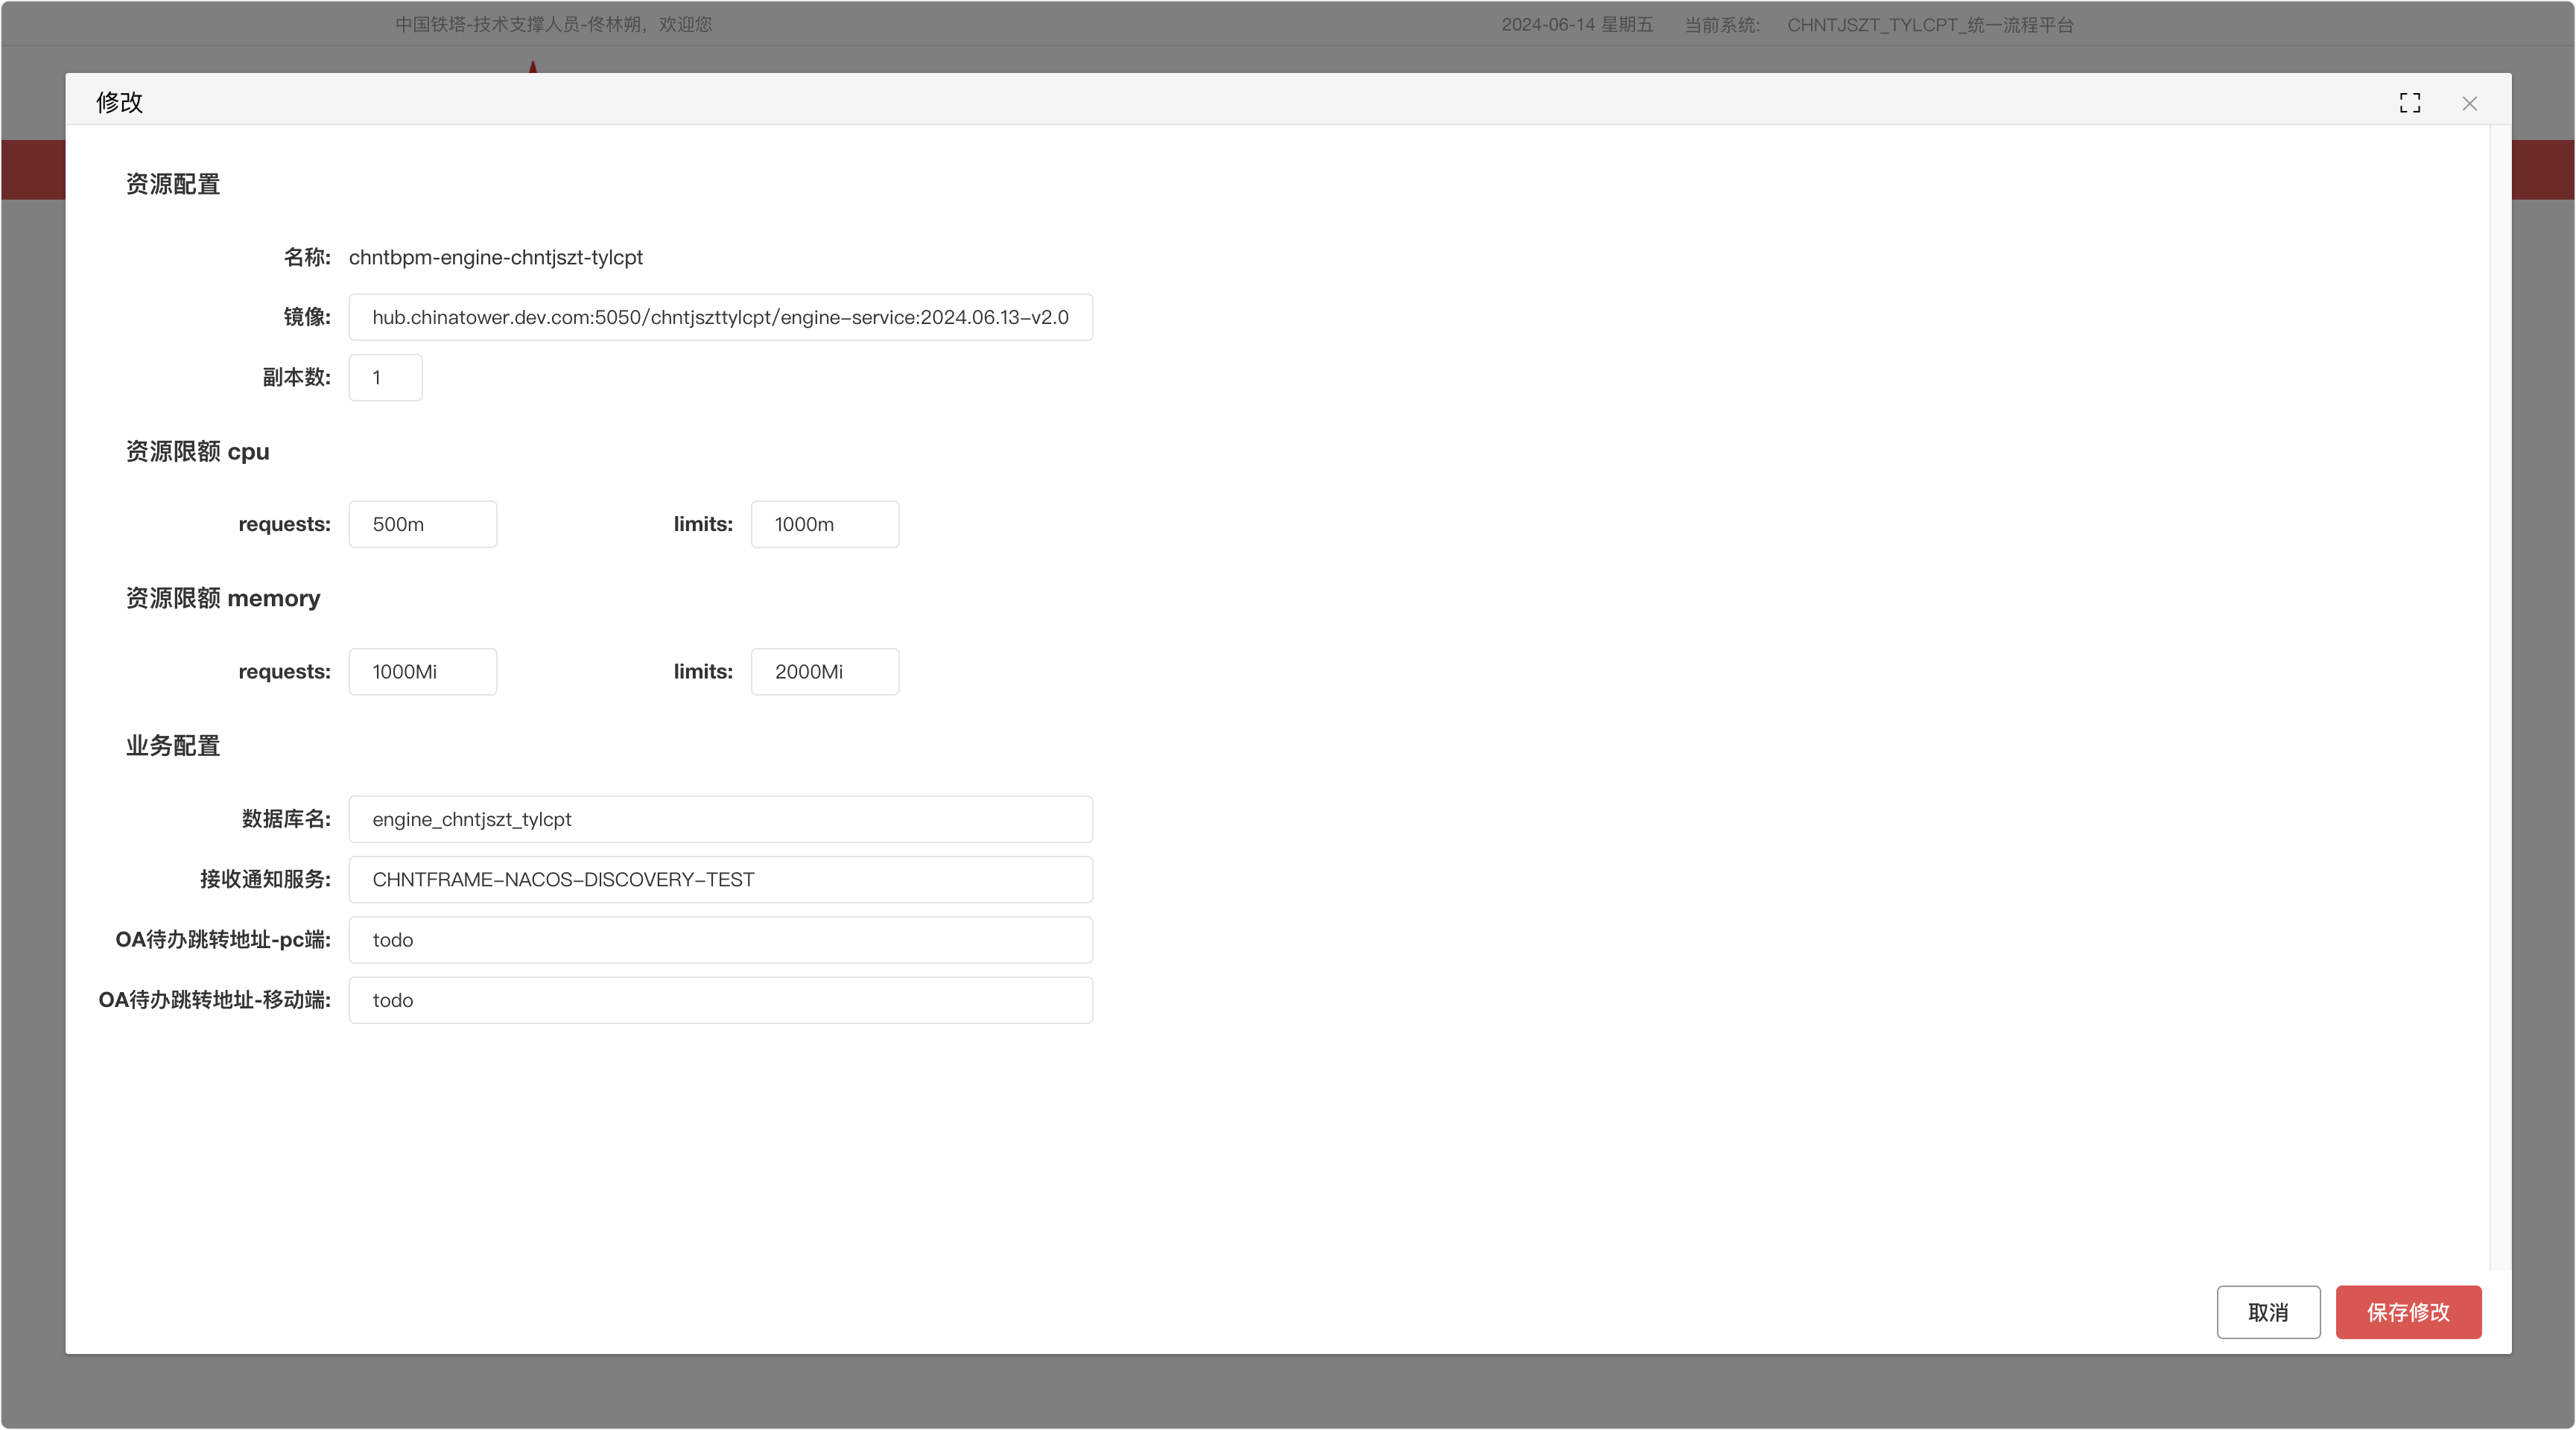 中国铁塔-技术支撑人员-佟林朔，欢迎您 2024-06-14 星期五 当前系统: CHNTJSZT_TYLCPT_统一流程平台
修改
资源配置
名称: chntbpm-engine-chntjszt-tylcpt
镜像: hub.chinatower.dev.com:5050/chntjszttylcpt/engine-service:2024.06.13-v2.0
副本数: 1
资源限额 cpu
requests: 500m limits: 1000m
资源限额 memory
requests: 1000Mi limits: 2000Mi
业务配置
数据库名: engine_chntjszt_tylcpt
接收通知服务: CHNTFRAME-NACOS-DISCOVERY-TEST
OA待办跳转地址-pc端: todo
OA待办跳转地址-移动端: todo
取消 保存修改